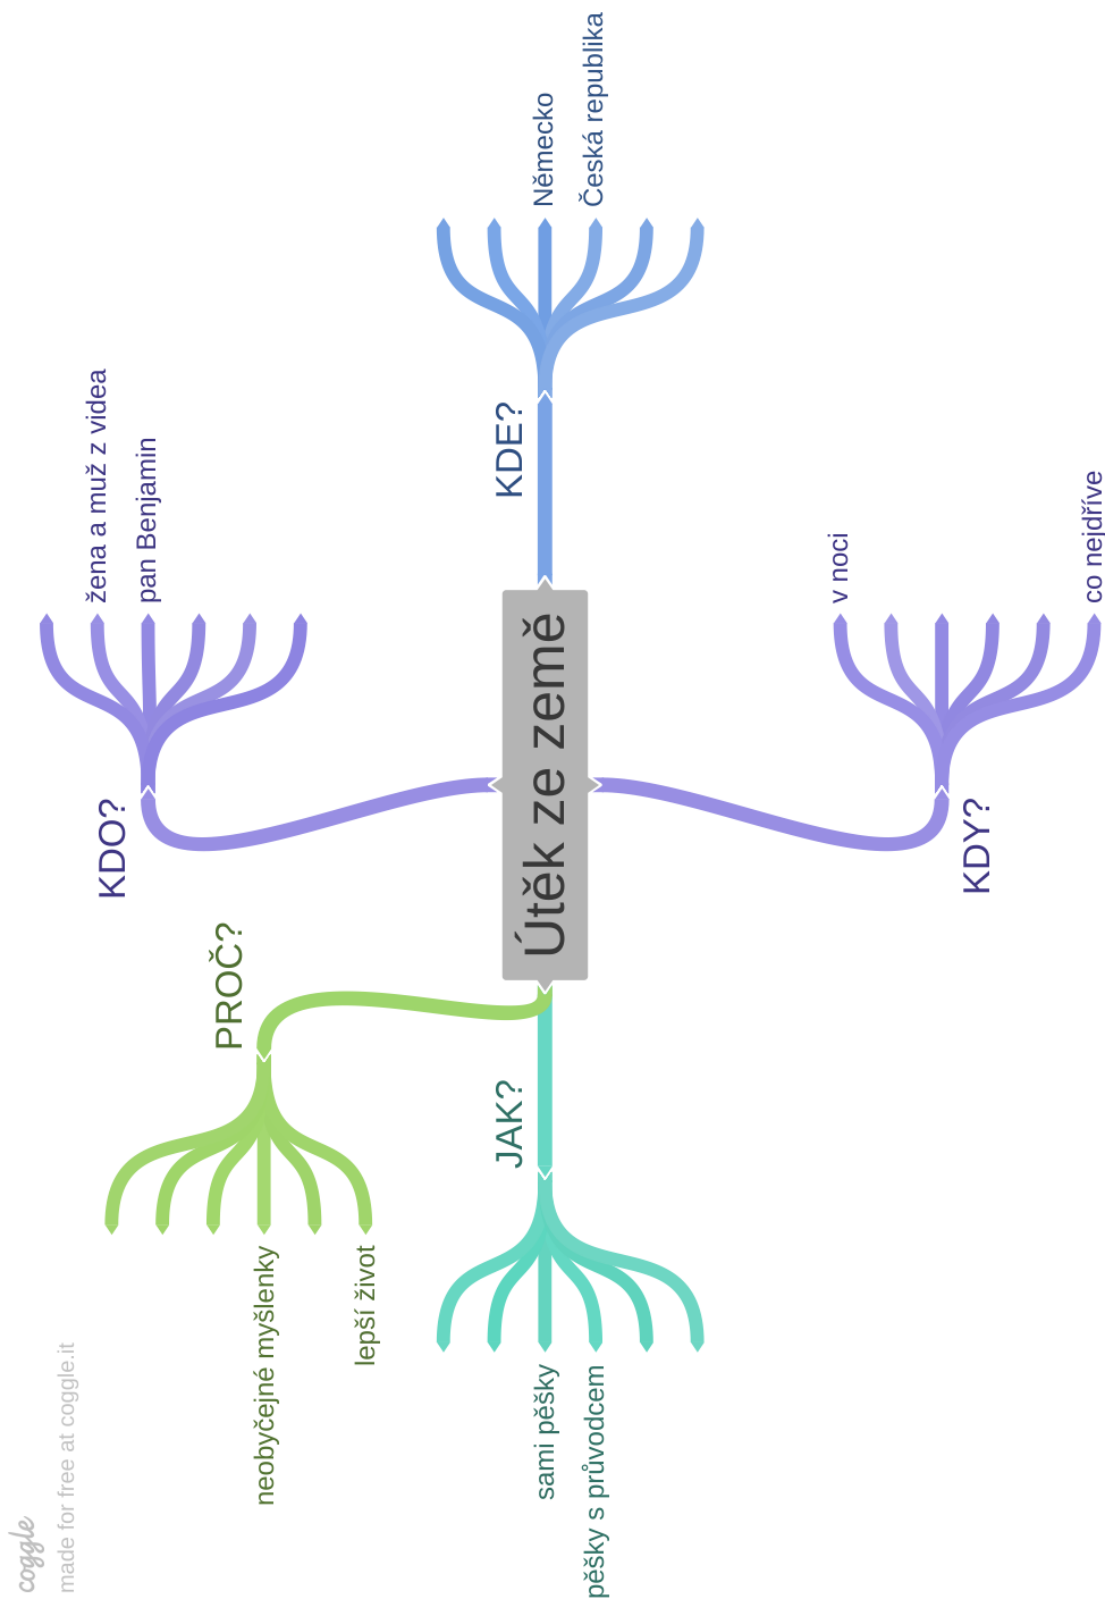 coggle
made for free at coggle.it
Útěk ze země
KDO?
žena a muž z videa
pan Benjamin
KDE?
Německo
Česká republika
KDY?
v noci
co nejdříve
PROČ?
neobyčejné myšlenky
lepší život
JAK?
sami pěšky
pěšky s průvodcem